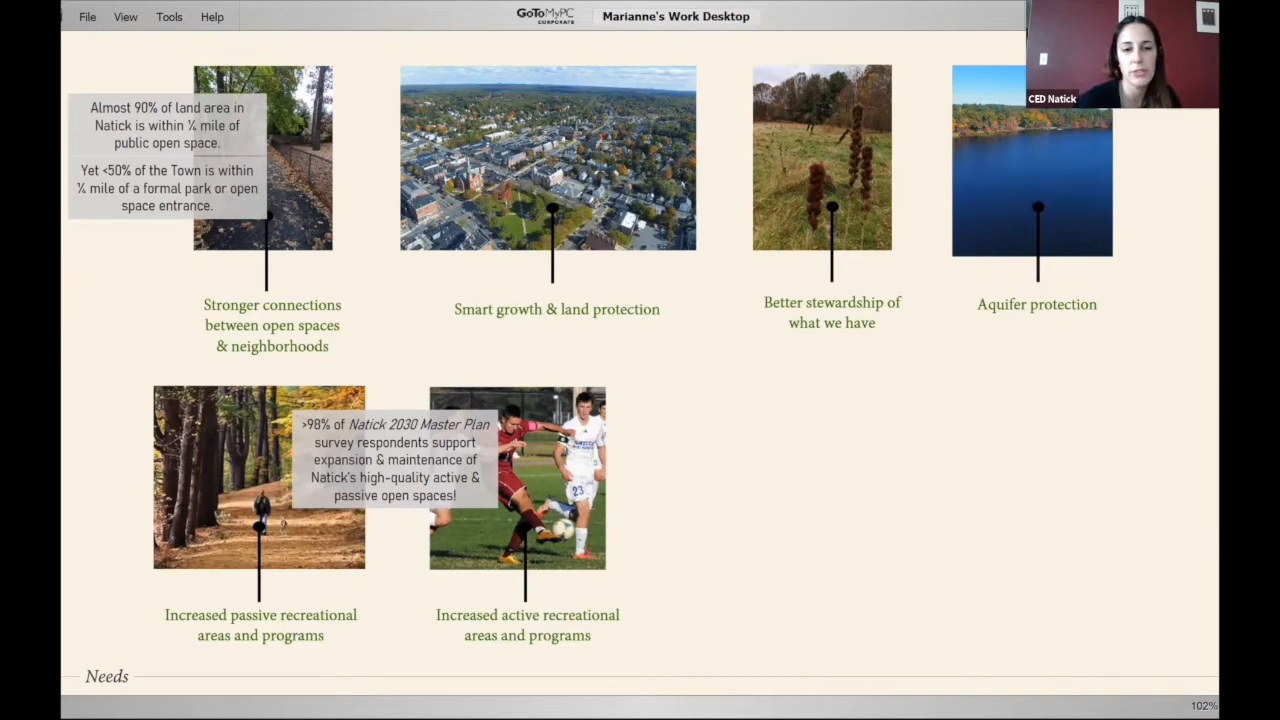 File View Tools Help
GoToMyPC
CORPORATE
Marianne's Work Desktop
CED Natick
Almost 90% of land area in
Natick is within ¼ mile of
public open space.
Yet <50% of the Town is within
¼ mile of a formal park or open
space entrance.
Stronger connections
between open spaces
& neighborhoods
Smart growth & land protection
Better stewardship of
what we have
Aquifer protection
>98% of Natick 2030 Master Plan
survey respondents support
expansion & maintenance of
Natick's high-quality active &
passive open spaces!
23
Increased passive recreational
areas and programs
Increased active recreational
areas and programs
Needs
102%